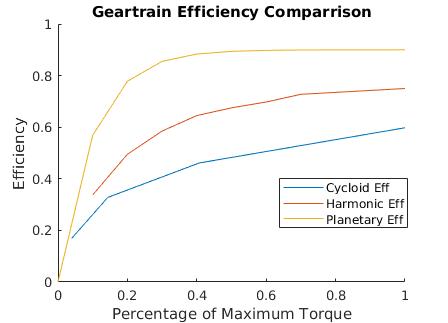 Geartrain Efficiency Comparrison
1
0.8
0.6
0.4
0.2
0
Efficiency
Cycloid Eff
Harmonic Eff
Planetary Eff
0 0.2 0.4 0.6 0.8 1
Percentage of Maximum Torque